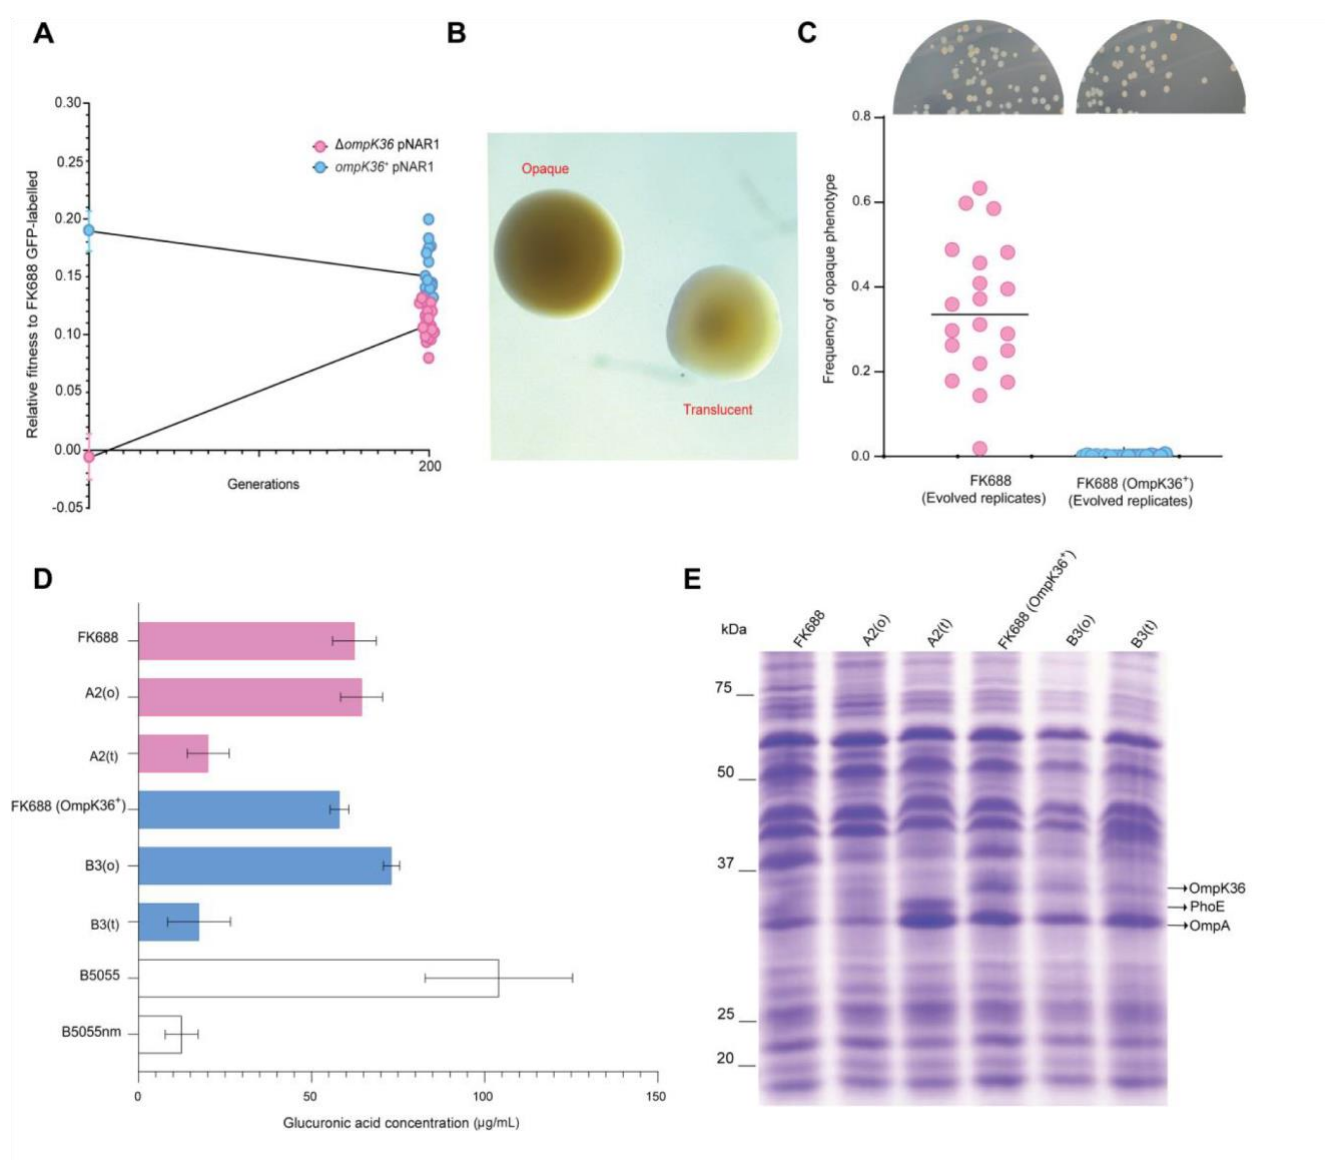 A
0.30
0.25
0.20
0.15
0.10
0.05
0.00
-0.05
Relative fitness to FK688 GFP-labelled
ΔompK36 pNAR1
ompK36⁺ pNAR1
200
Generations
B
Opaque
Translucent
C
0.8
0.6
0.4
0.2
0.0
Frequency of opaque phenotype
FK688
(Evolved replicates)
FK688 (OmpK36⁺)
(Evolved replicates)
D
FK688
A2(o)
A2(t)
FK688 (OmpK36⁺)
B3(o)
B3(t)
B5055
B5055nm
0 50 100 150
Glucuronic acid concentration (µg/mL)
E
kDa
FK688
A2(o)
A2(t)
FK688 (OmpK36⁺)
B3(o)
B3(t)
75
50
37
25
20
OmpK36
PhoE
OmpA